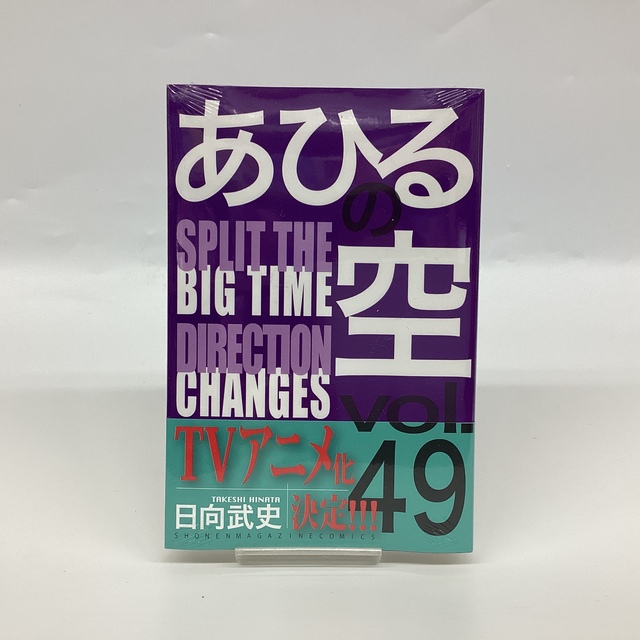 あひる
の
空
SPLIT THE
BIG TIME
DIRECTION
CHANGES
vol.
49
TVアニメ化
決定!!!
TAKESHI HINATA
日向武史
SHONENMAGAZINECOMICS